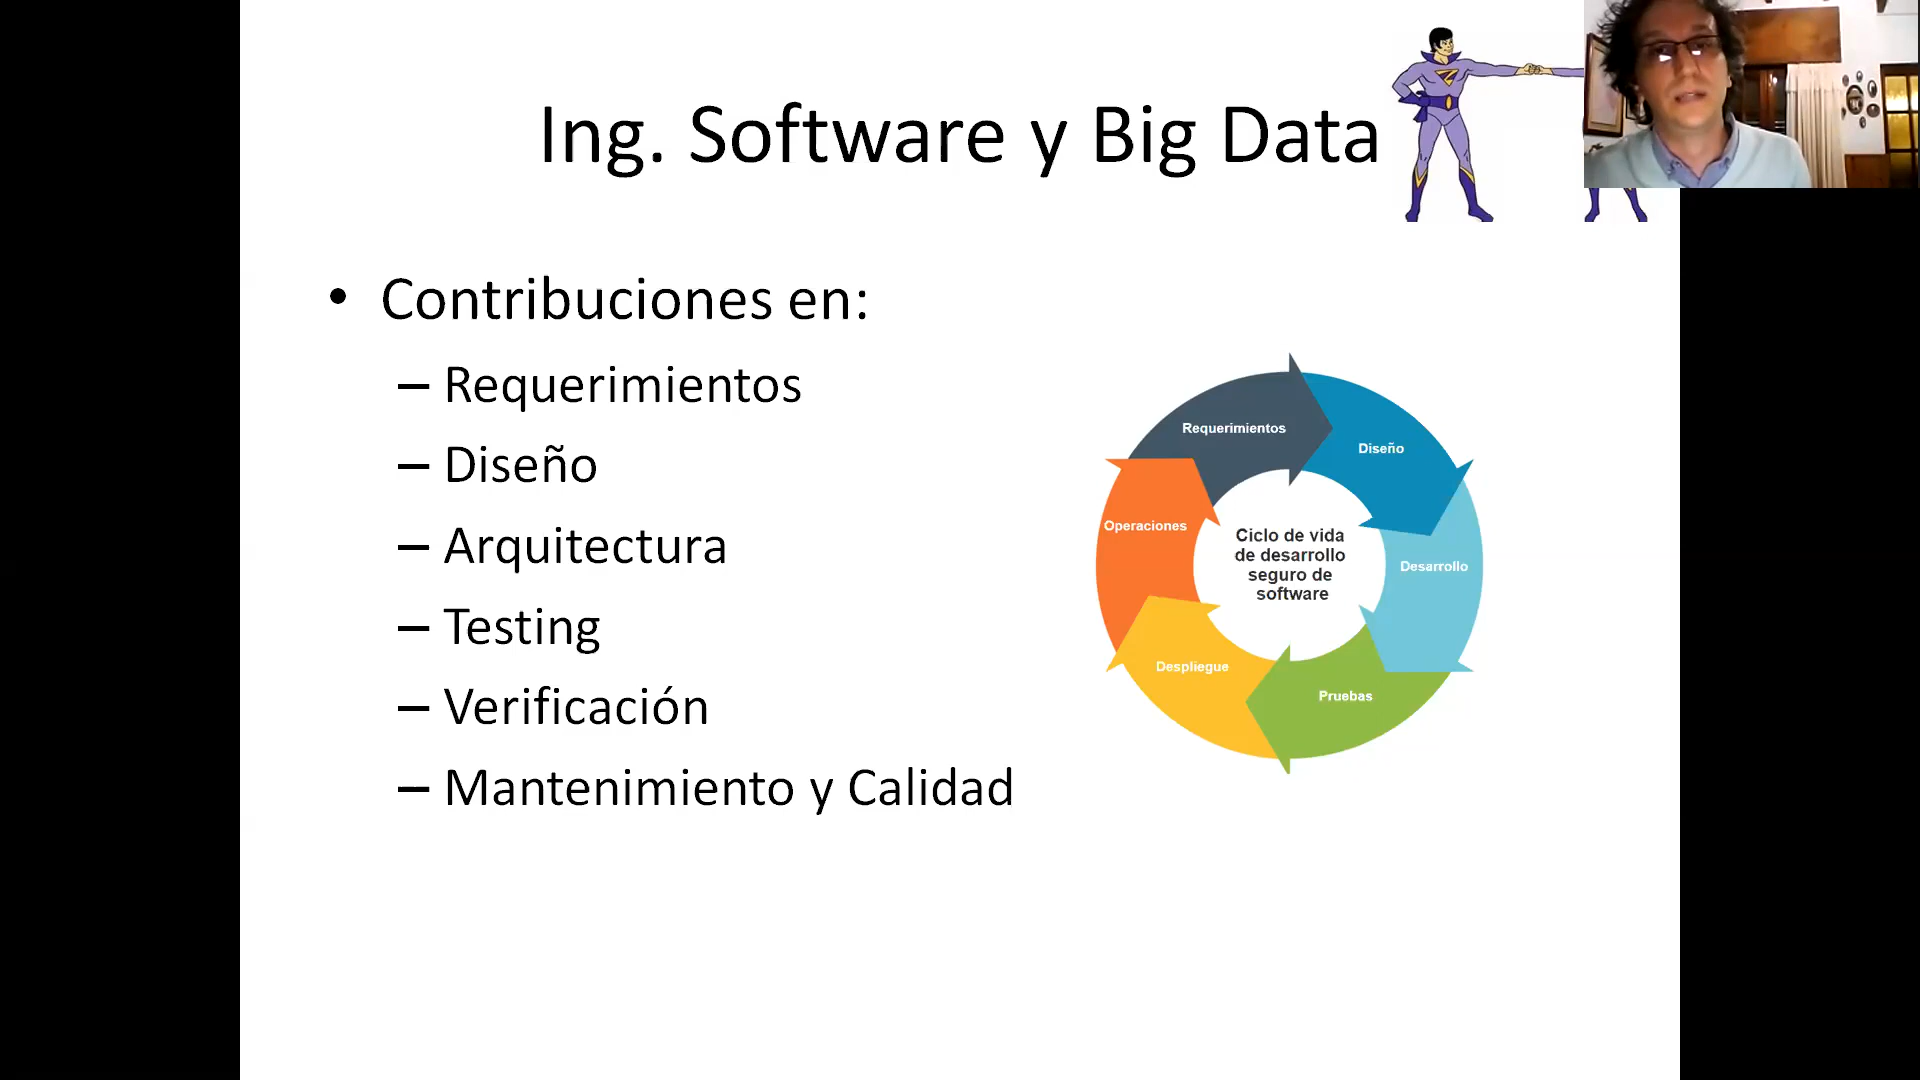 Ing. Software y Big Data
• Contribuciones en:
– Requerimientos
– Diseño
– Arquitectura
– Testing
– Verificación
– Mantenimiento y Calidad
Requerimientos
Diseño
Operaciones
Ciclo de vida
de desarrollo
seguro de
software
Desarrollo
Despliegue
Pruebas